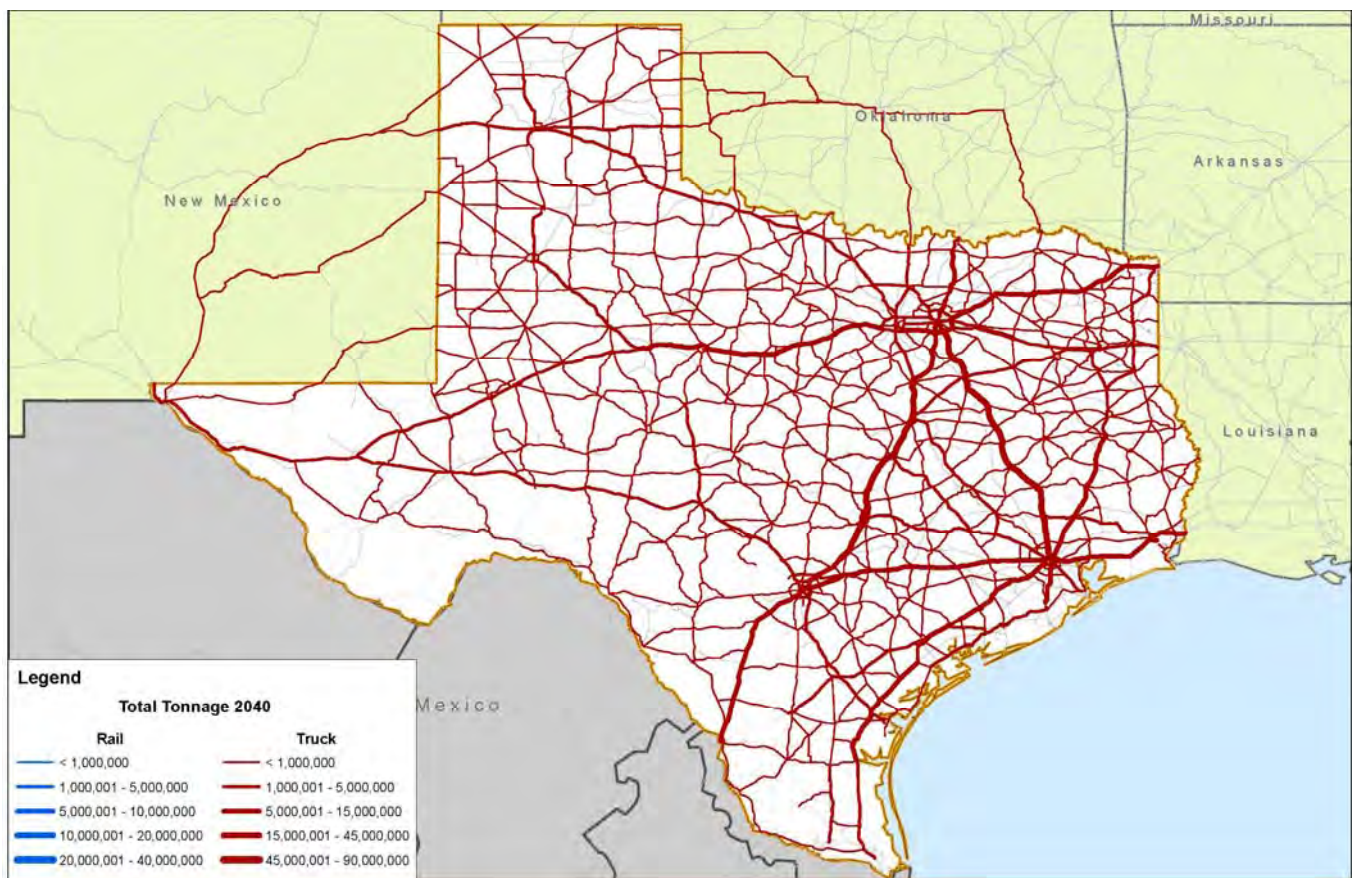 Missouri
Oklahoma
Arkansas
New Mexico
Louisiana
Mexico
Legend
Total Tonnage 2040
Rail Truck
< 1,000,000 < 1,000,000
1,000,001 - 5,000,000 1,000,001 - 5,000,000
5,000,001 - 10,000,000 5,000,001 - 15,000,000
10,000,001 - 20,000,000 15,000,001 - 45,000,000
20,000,001 - 40,000,000 45,000,001 - 90,000,000